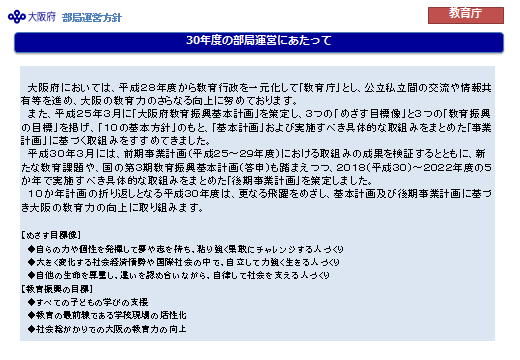 大阪府 部局運営方針
教育庁
30年度の部局運営にあたって
大阪府においては、平成28年度から教育行政を一元化して「教育庁」とし、公立私立間の交流や情報共
有等を進め、大阪の教育力のさらなる向上に努めております。
また、平成25年3月に「大阪府教育振興基本計画」を策定し、3つの「めざす目標像」と3つの「教育振興
の目標」を掲げ、「10の基本方針」のもと、「基本計画」および実施すべき具体的な取組みをまとめた「事業
計画」に基づく取組みをすすめてきました。
平成30年3月には、前期事業計画(平成25～29年度)における取組みの成果を検証するとともに、新
たな教育課題や、国の第3期教育振興基本計画(答申)も踏まえつつ、2018(平成30)～2022年度の5
か年で実施すべき具体的な取組みをまとめた「後期事業計画」を策定しました。
10か年計画の折り返しとなる平成30年度は、更なる飛躍をめざし、基本計画及び後期事業計画に基づ
き大阪の教育力の向上に取り組みます。
【めざす目標像】
◆自らの力や個性を発揮して夢や志を持ち、粘り強く果敢にチャレンジする人づくり
◆大きく変化する社会経済情勢や国際社会の中で、自立して力強く生きる人づくり
◆自他の生命を尊重し、違いを認め合いながら、自律して社会を支える人づくり
【教育振興の目標】
◆すべての子どもの学びの支援
◆教育の最前線である学校現場の活性化
◆社会総がかりでの大阪の教育力の向上